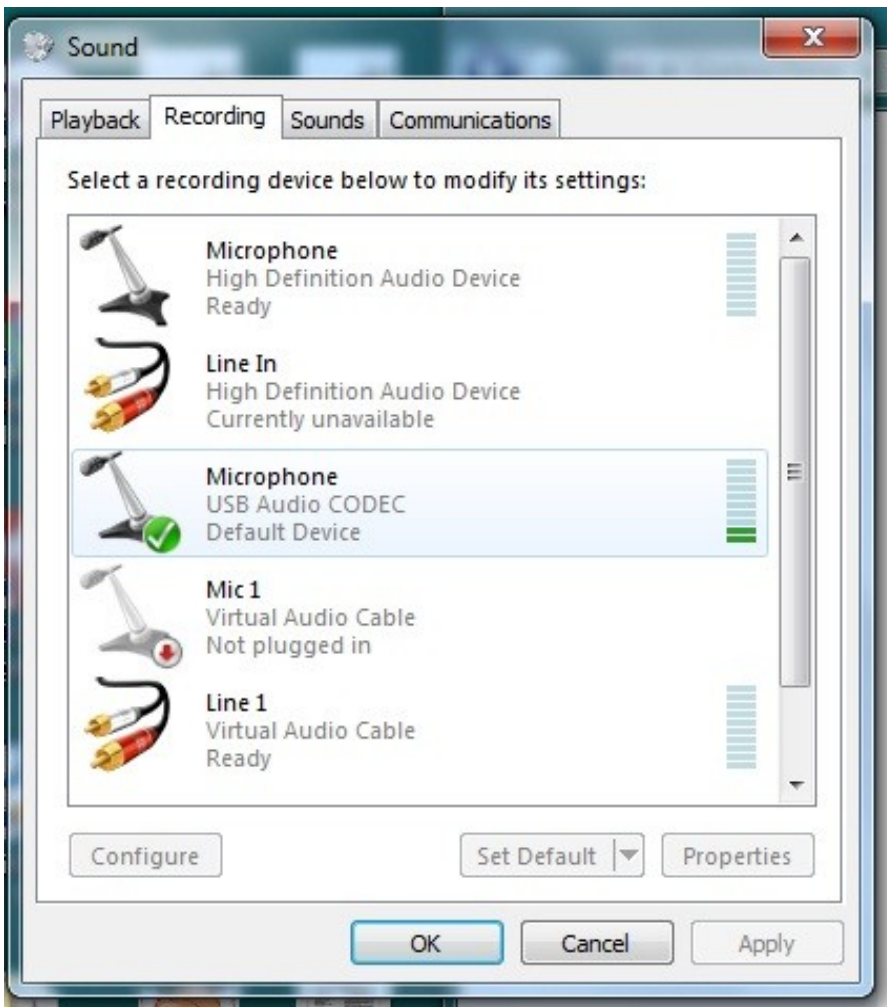 Sound
Playback Recording Sounds Communications
Select a recording device below to modify its settings:
Microphone
High Definition Audio Device
Ready
Line In
High Definition Audio Device
Currently unavailable
Microphone
USB Audio CODEC
Default Device
Mic 1
Virtual Audio Cable
Not plugged in
Line 1
Virtual Audio Cable
Ready
Configure Set Default Properties
OK Cancel Apply